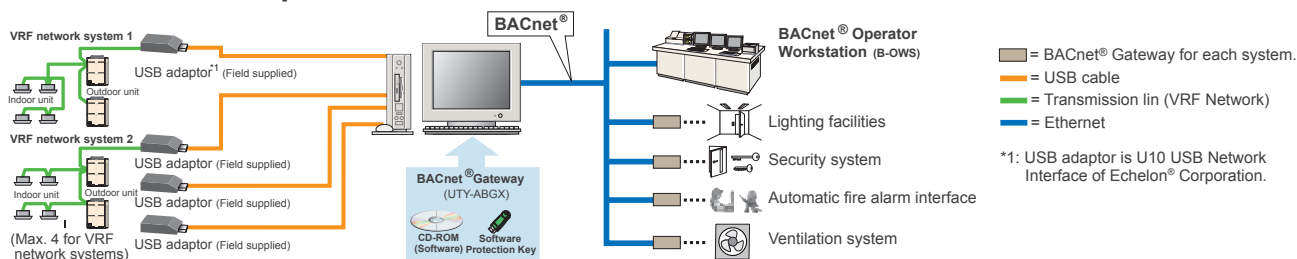 VRF network system 1
USB adaptor*1 (Field supplied)
Indoor unit
Outdoor unit
VRF network system 2
USB adaptor (Field supplied)
Indoor unit
Outdoor unit
USB adaptor (Field supplied)
(Max. 4 for VRF
network systems)
USB adaptor (Field supplied)
BACnet®
BACnet® Gateway
(UTY-ABGX)
CD-ROM
(Software)
Software
Protection Key
BACnet® Operator
Workstation (B-OWS)
Lighting facilities
Security system
Automatic fire alarm interface
Ventilation system
= BACnet® Gateway for each system.
= USB cable
= Transmission lin (VRF Network)
= Ethernet
*1: USB adaptor is U10 USB Network
Interface of Echelon® Corporation.